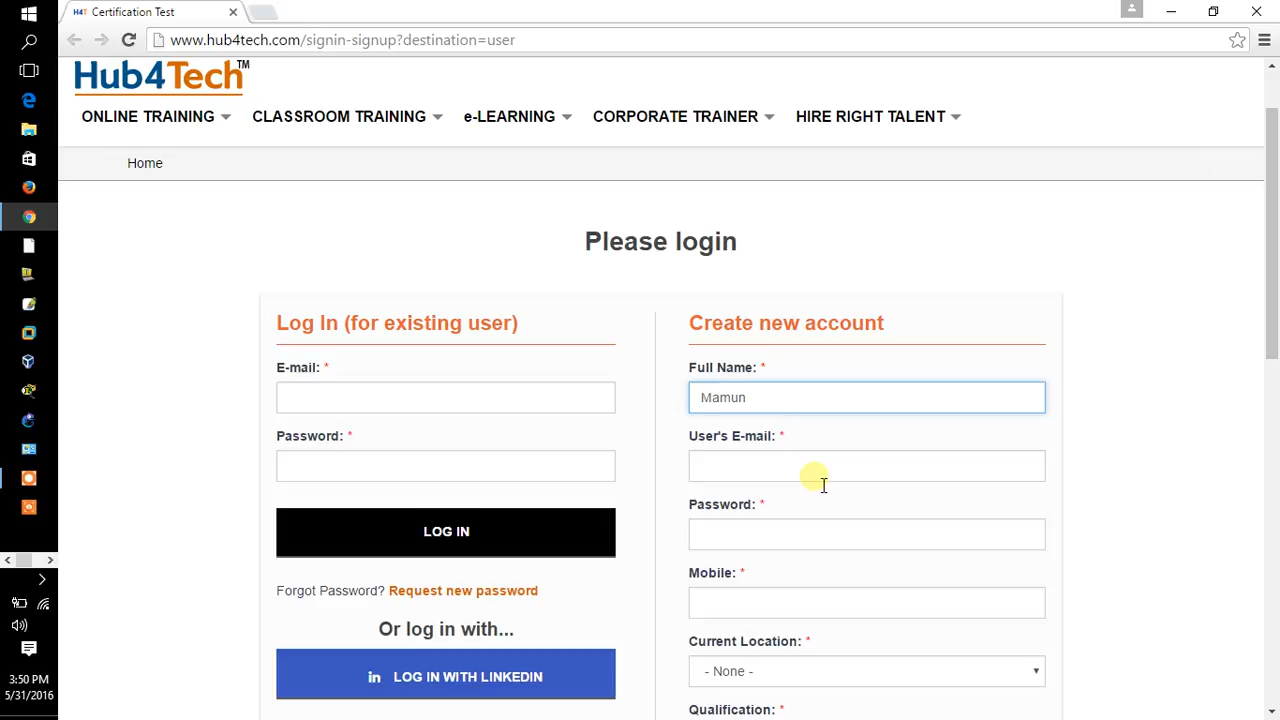 H4T Certification Test
www.hub4tech.com/signin-signup?destination=user
Hub4Tech™
ONLINE TRAINING CLASSROOM TRAINING e-LEARNING CORPORATE TRAINER HIRE RIGHT TALENT
Home
Please login
Log In (for existing user)
E-mail: *
Password: *
LOG IN
Forgot Password? Request new password
Or log in with...
in LOG IN WITH LINKEDIN
Create new account
Full Name: *
Mamun
User's E-mail: *
Password: *
Mobile: *
Current Location: *
- None -
Qualification: *
3:50 PM
5/31/2016